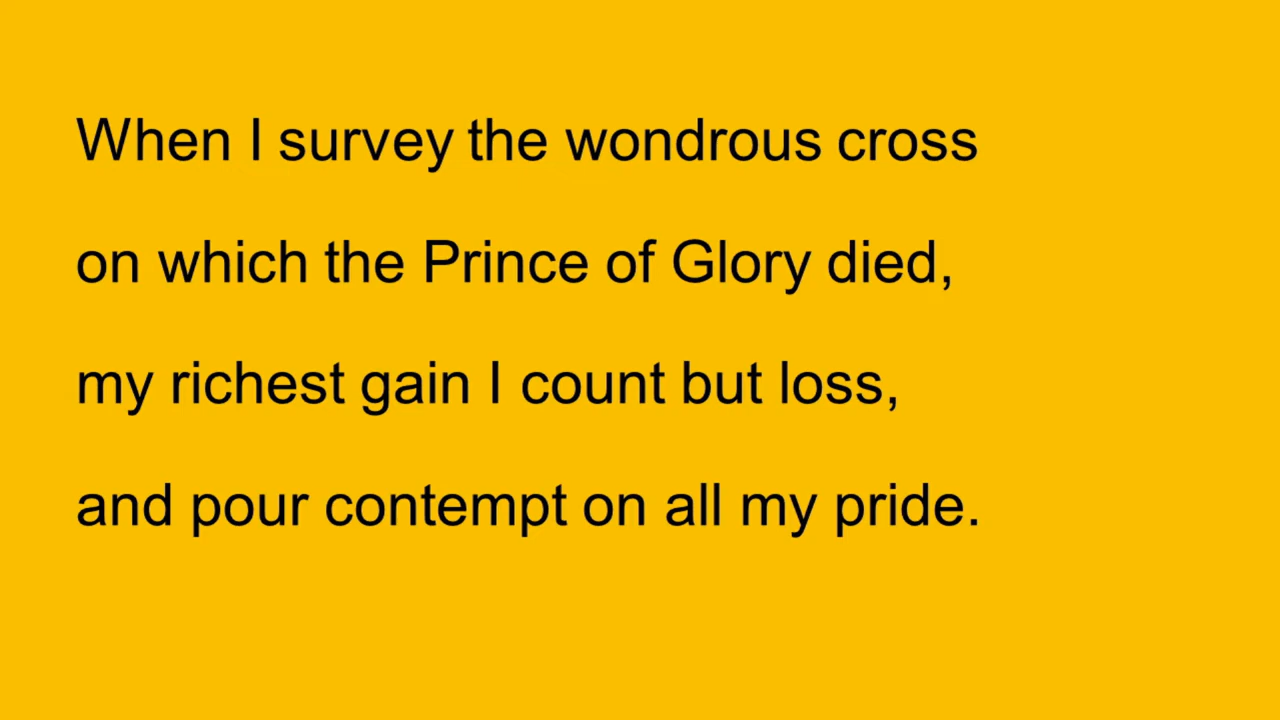 When I survey the wondrous cross
on which the Prince of Glory died,
my richest gain I count but loss,
and pour contempt on all my pride.